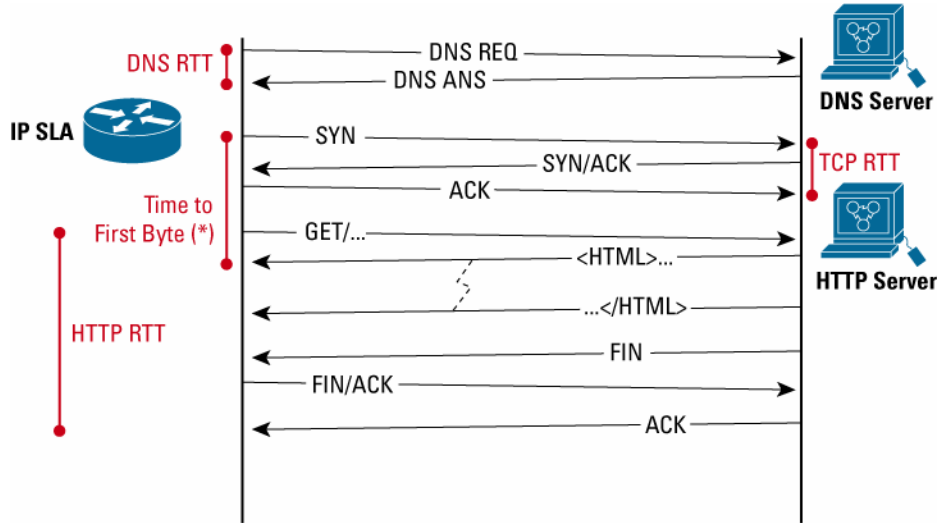 DNS REQ
DNS RTT
DNS ANS
DNS Server
IP SLA
SYN
SYN/ACK
TCP RTT
ACK
Time to
First Byte (*)
GET/...
<HTML>...
HTTP Server
...</HTML>
HTTP RTT
FIN
FIN/ACK
ACK